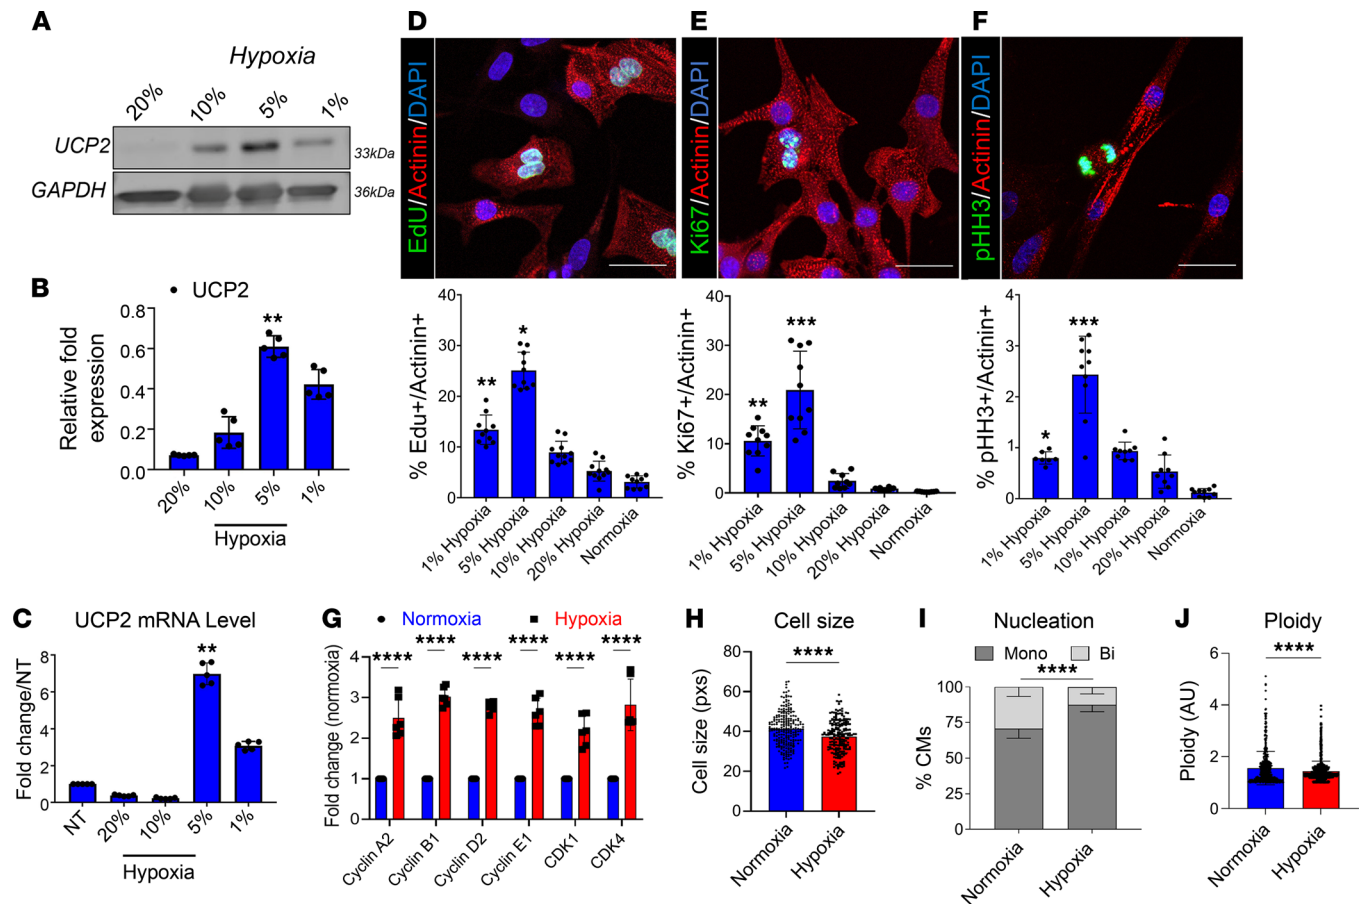 A
Hypoxia
20%
10%
5%
1%
UCP2
33kDa
GAPDH
36kDa
B
UCP2
Relative fold
expression
0.8
0.6
0.4
0.2
0.0
**
20%
10%
5%
1%
Hypoxia
C
UCP2 mRNA Level
Fold change/NT
8
6
4
2
0
**
NT
20%
10%
5%
1%
Hypoxia
D
EdU/Actinin/DAPI
% Edu+/Actinin+
40
30
20
10
0
**
*
1% Hypoxia
5% Hypoxia
10% Hypoxia
20% Hypoxia
Normoxia
E
Ki67/Actinin/DAPI
% Ki67+/Actinin+
40
30
20
10
0
**
***
1% Hypoxia
5% Hypoxia
10% Hypoxia
20% Hypoxia
Normoxia
F
pHH3/Actinin/DAPI
% pHH3+/Actinin+
4
3
2
1
0
*
***
1% Hypoxia
5% Hypoxia
10% Hypoxia
20% Hypoxia
Normoxia
G
Normoxia
Hypoxia
Fold change (normoxia)
4
3
2
1
0
****
****
****
****
****
****
Cyclin A2
Cyclin B1
Cyclin D2
Cyclin E1
CDK1
CDK4
H
Cell size
Cell size (pxs)
80
60
40
20
0
****
Normoxia
Hypoxia
I
Nucleation
Mono
Bi
****
% CMs
100
75
50
25
0
Normoxia
Hypoxia
J
Ploidy
Ploidy (AU)
6
4
2
0
****
Normoxia
Hypoxia